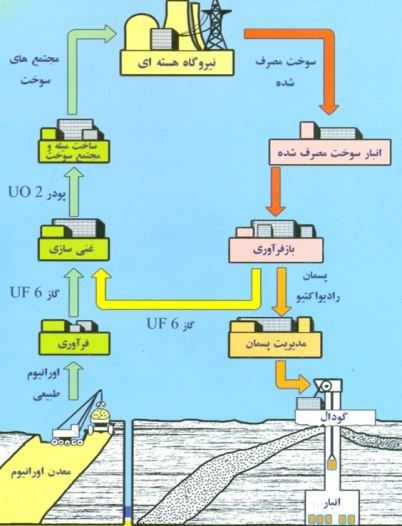 نیروگاه هسته ای
مجتمع های
سوخت
سوخت مصرف
شده
ساخت میله و
مجتمع سوخت
انبار سوخت مصرف شده
پودر UO 2
غنی سازی
بازفرآوری
گاز UF 6
پسمان
رادیواکتیو
گاز UF 6
فرآوری
مدیریت پسمان
اورانیوم
طبیعی
گودال
معدن اورانیوم
انبار